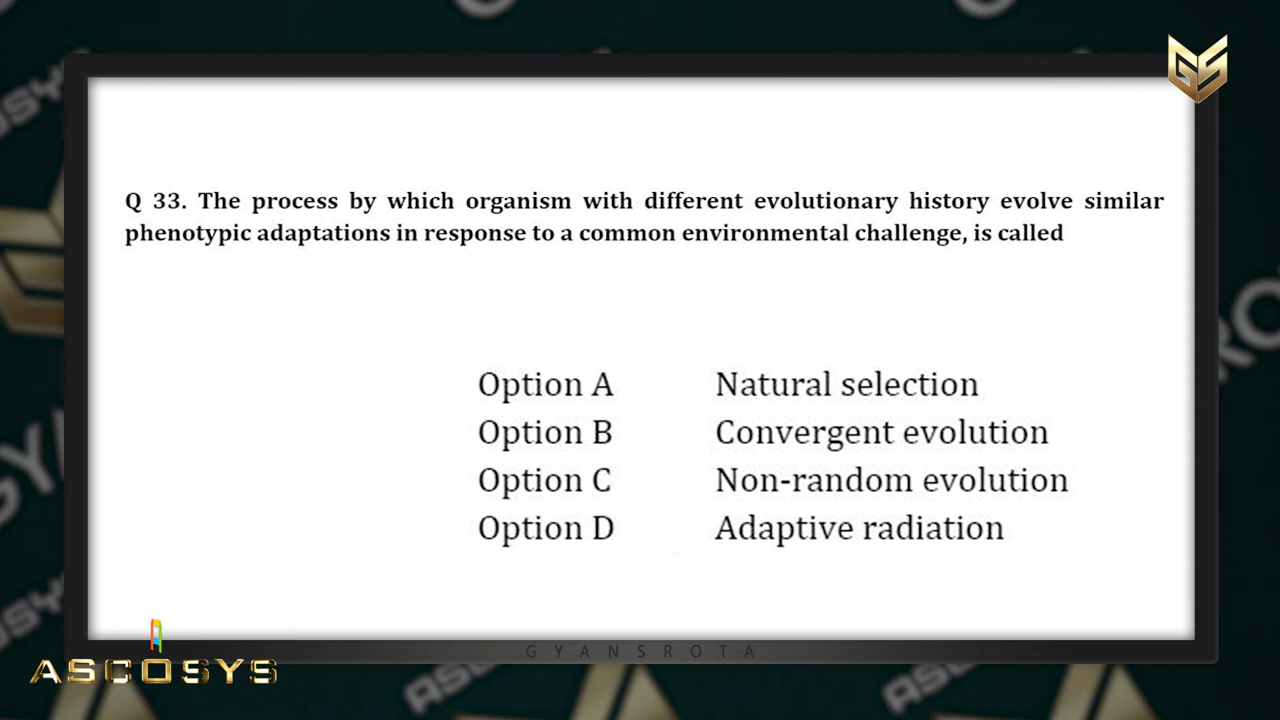 GS
Q 33. The process by which organism with different evolutionary history evolve similar
phenotypic adaptations in response to a common environmental challenge, is called
Option A Natural selection
Option B Convergent evolution
Option C Non-random evolution
Option D Adaptive radiation
GYANSROTA
ASCOSYS